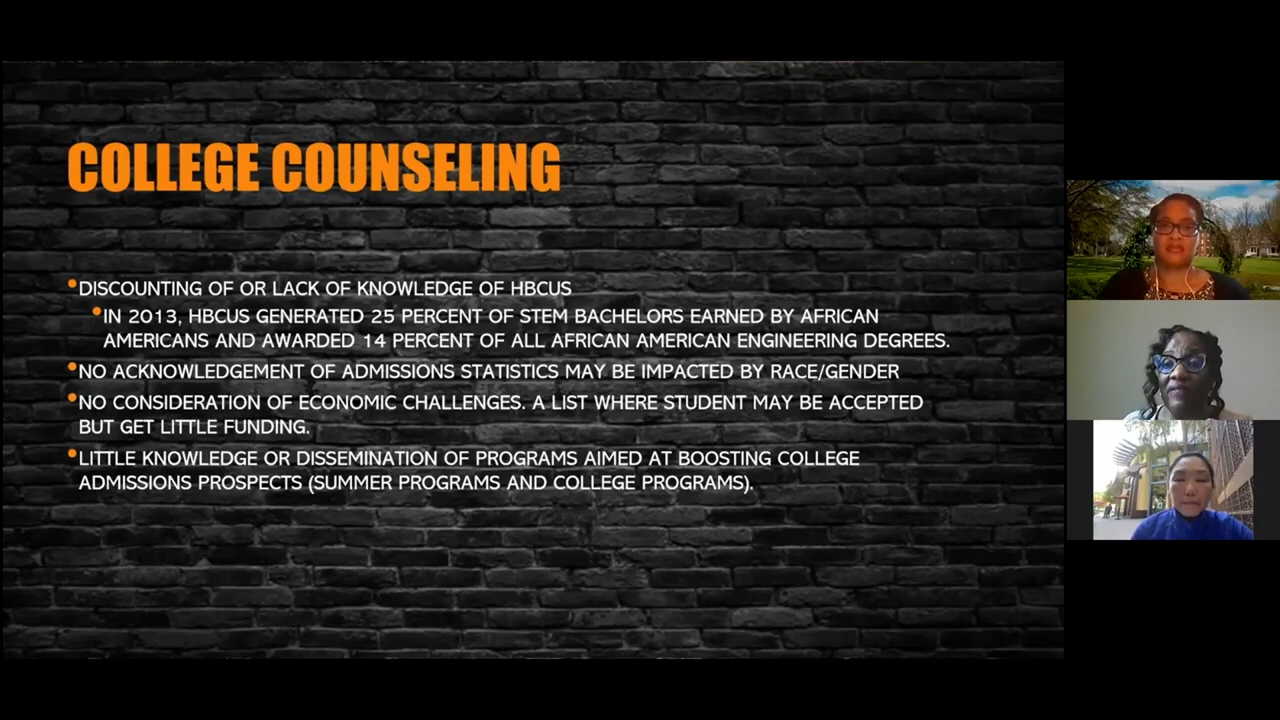 COLLEGE COUNSELING
•DISCOUNTING OF OR LACK OF KNOWLEDGE OF HBCUS
•IN 2013, HBCUS GENERATED 25 PERCENT OF STEM BACHELORS EARNED BY AFRICAN
AMERICANS AND AWARDED 14 PERCENT OF ALL AFRICAN AMERICAN ENGINEERING DEGREES.
•NO ACKNOWLEDGEMENT OF ADMISSIONS STATISTICS MAY BE IMPACTED BY RACE/GENDER
•NO CONSIDERATION OF ECONOMIC CHALLENGES. A LIST WHERE STUDENT MAY BE ACCEPTED
BUT GET LITTLE FUNDING.
•LITTLE KNOWLEDGE OR DISSEMINATION OF PROGRAMS AIMED AT BOOSTING COLLEGE
ADMISSIONS PROSPECTS (SUMMER PROGRAMS AND COLLEGE PROGRAMS).